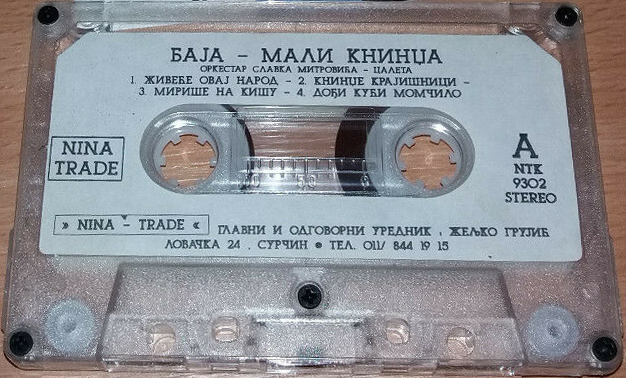 БАЈА - МАЛИ КНИНЏА
ОРКЕСТАР СЛАВКА МИТРОВИЋА - ЦАЛЕТА
1. ЖИВЕЋЕ ОВАЈ НАРОД - 2. КНИНЏЕ КРАЈИШНИЦИ -
3. МИРИШЕ НА КИШУ - 4. ДОЂИ КУЋИ МОМЧИЛО
NINA
TRADE
A
NTK
9302
STEREO
50
» NINA - TRADE « ГЛАВНИ И ОДГОВОРНИ УРЕДНИК , ЖЕЉКО ГРУЈИЋ
ЛОВАЧКА 24 , СУРЧИН • ТЕЛ. 011/ 844 19 15